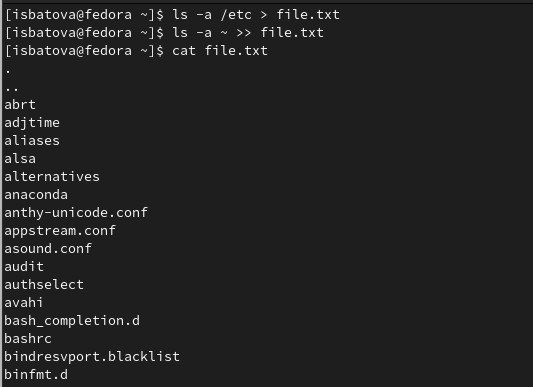 [isbatova@fedora ~]$ ls -a /etc > file.txt
[isbatova@fedora ~]$ ls -a ~ >> file.txt
[isbatova@fedora ~]$ cat file.txt
.
..
abrt
adjtime
aliases
alsa
alternatives
anaconda
anthy-unicode.conf
appstream.conf
asound.conf
audit
authselect
avahi
bash_completion.d
bashrc
bindresvport.blacklist
binfmt.d